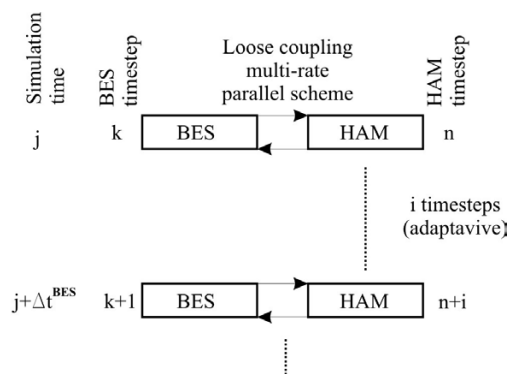 Simulation
time
BES
timestep
Loose coupling
multi-rate
parallel scheme
HAM
timestep
j
k
BES
HAM
n
i timesteps
(adaptavive)
j+Δt^BES
k+1
BES
HAM
n+i